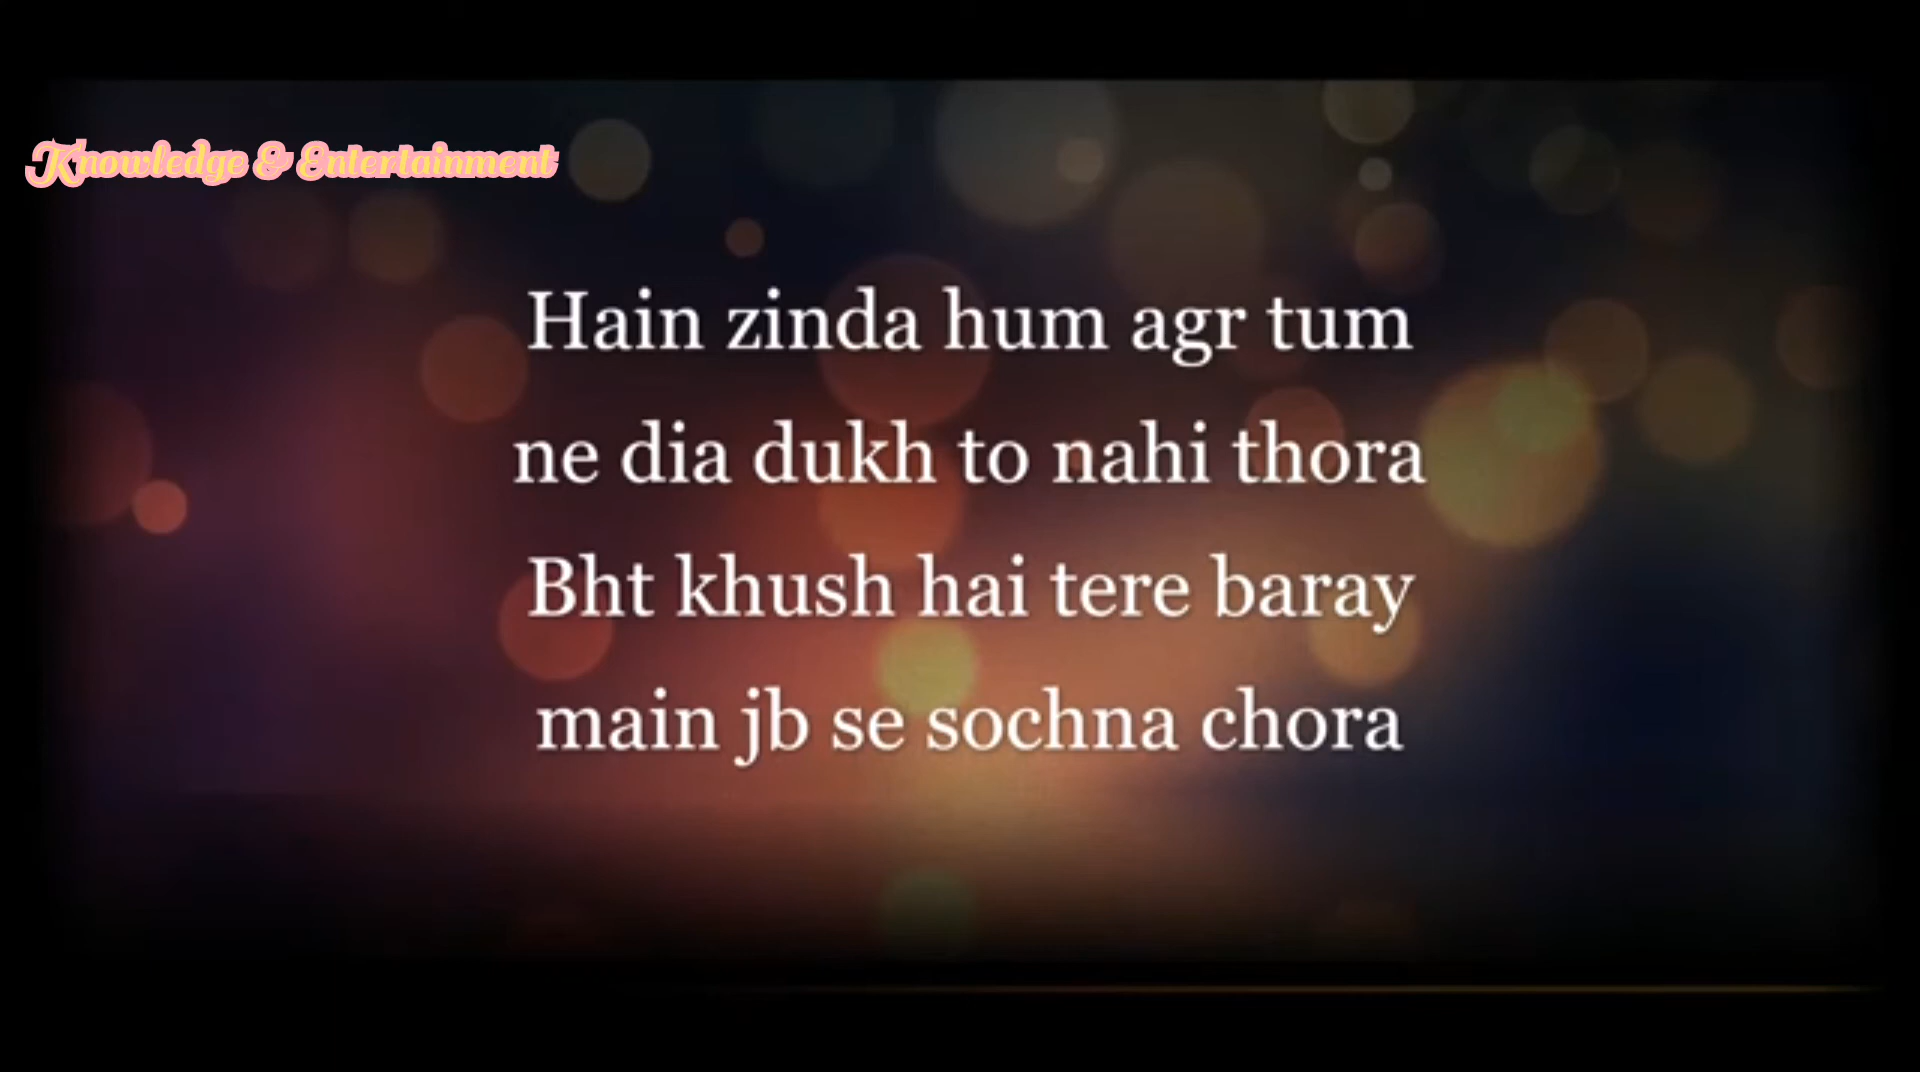 Knowledge & Entertainment
Hain zinda hum agr tum
ne dia dukh to nahi thora
Bht khush hai tere baray
main jb se sochna chora